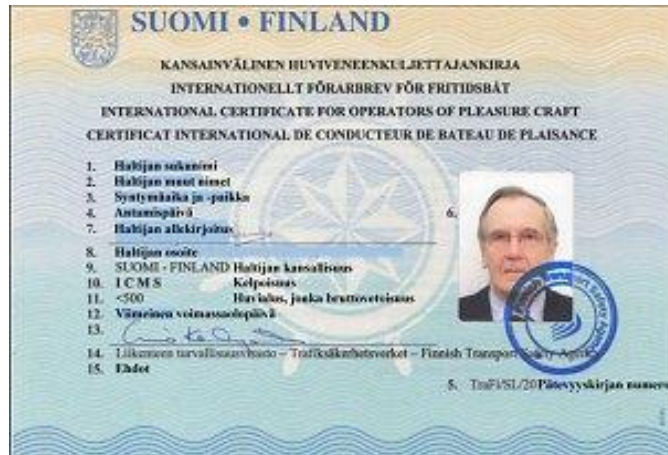 SUOMI • FINLAND
KANSAINVÄLINEN HUVIVENEENKULJETTAJANKIRJA
INTERNATIONELLT FÖRARBREV FÖR FRITIDSBÅT
INTERNATIONAL CERTIFICATE FOR OPERATORS OF PLEASURE CRAFT
CERTIFICAT INTERNATIONAL DE CONDUCTEUR DE BATEAU DE PLAISANCE
1. Haltijan sukunimi
2. Haltijan muut nimet
3. Syntymäaika ja -paikka
4. Antamispäivä
6.
7. Haltijan allekirjoitus
8. Haltijan osoite
9. SUOMI - FINLAND Haltijan kansallisuus
10. I C M S Kelpoisuus
11. <500 Huvialus, jonka bruttovetoisuus
12. Viimeinen voimassaolopäivä
13.
14. Liikenteen turvallisuusvirasto – Trafiksäkerhetsverket – Finnish Transport Safety Agency
15. Ehdot
5. TraFi/SL/20 Pätevyyskirjan numero